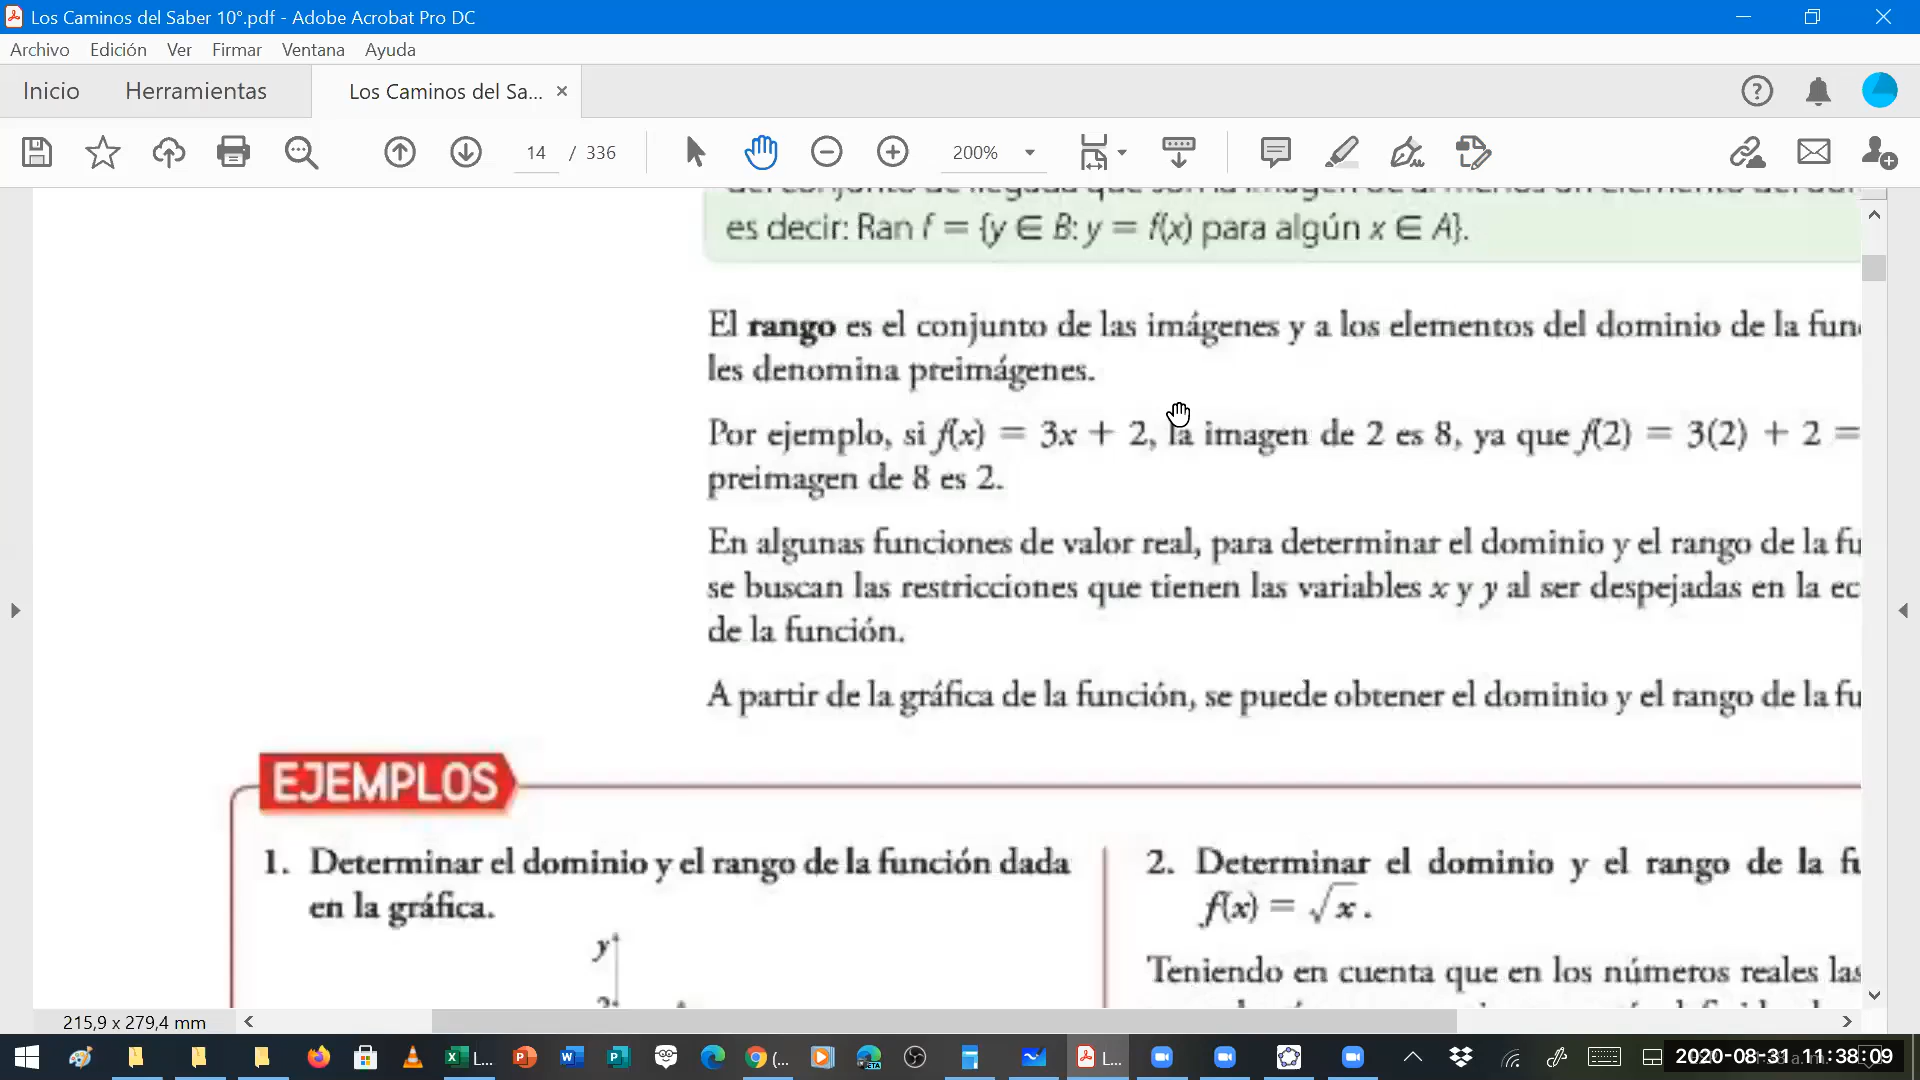 Los Caminos del Saber 10°.pdf - Adobe Acrobat Pro DC
Archivo Edición Ver Firmar Ventana Ayuda
Inicio Herramientas Los Caminos del Sa... ×
14 / 336 200%
es decir: Ran f = {y ∈ B: y = f(x) para algún x ∈ A}.
El rango es el conjunto de las imágenes y a los elementos del dominio de la fun
les denomina preimágenes.
Por ejemplo, si f(x) = 3x + 2, la imagen de 2 es 8, ya que f(2) = 3(2) + 2 =
preimagen de 8 es 2.
En algunas funciones de valor real, para determinar el dominio y el rango de la fu
se buscan las restricciones que tienen las variables x y y al ser despejadas en la ec
de la función.
A partir de la gráfica de la función, se puede obtener el dominio y el rango de la fu
EJEMPLOS
1. Determinar el dominio y el rango de la función dada
en la gráfica.
y
2
2. Determinar el dominio y el rango de la fu
f(x) = √x.
Teniendo en cuenta que en los números reales las
215,9 x 279,4 mm
L... (... L... 2020-08-31 11:38:09